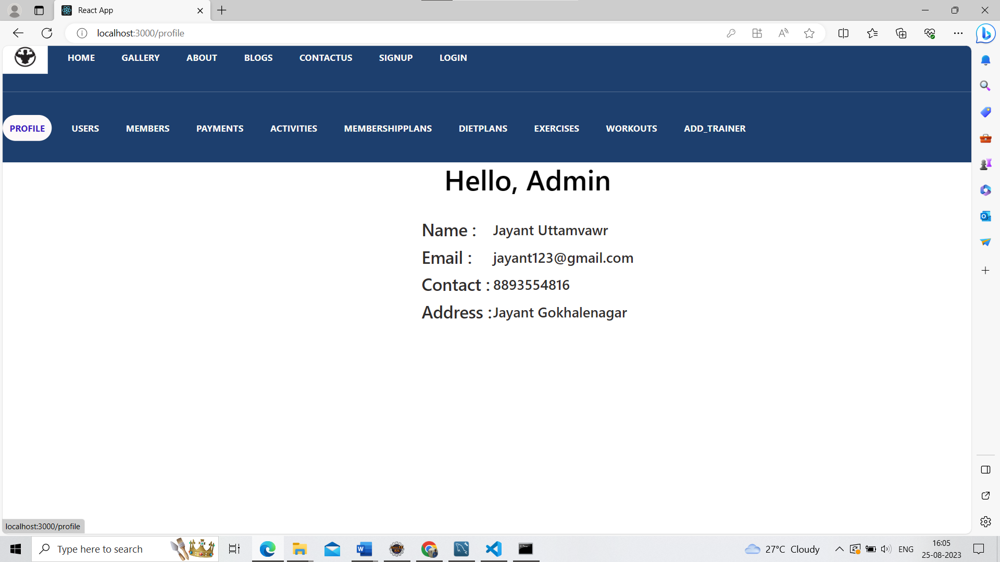 React App
localhost:3000/profile
HOME GALLERY ABOUT BLOGS CONTACTUS SIGNUP LOGIN
PROFILE USERS MEMBERS PAYMENTS ACTIVITIES MEMBERSHIPPLANS DIETPLANS EXERCISES WORKOUTS ADD_TRAINER
Hello, Admin
Name : Jayant Uttamvawr
Email : jayant123@gmail.com
Contact : 8893554816
Address : Jayant Gokhalenagar
localhost:3000/profile
Type here to search
27°C Cloudy
ENG
16:05
25-08-2023